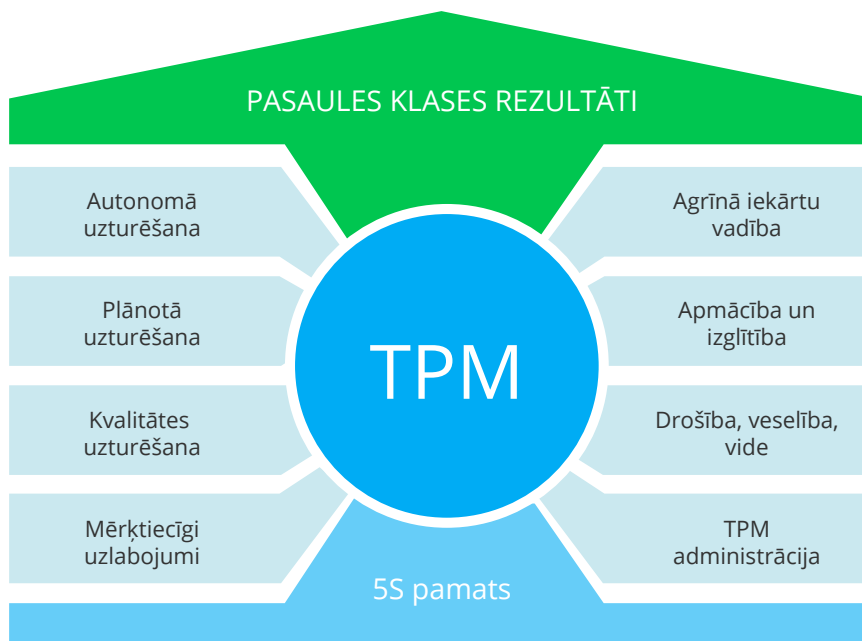 PASAULES KLASES REZULTĀTI
Autonomā
uzturēšana
Plānotā
uzturēšana
Kvalitātes
uzturēšana
Mērķtiecīgi
uzlabojumi
TPM
Agrīnā iekārtu
vadība
Apmācība un
izglītība
Drošība, veselība,
vide
TPM
administrācija
5S pamats